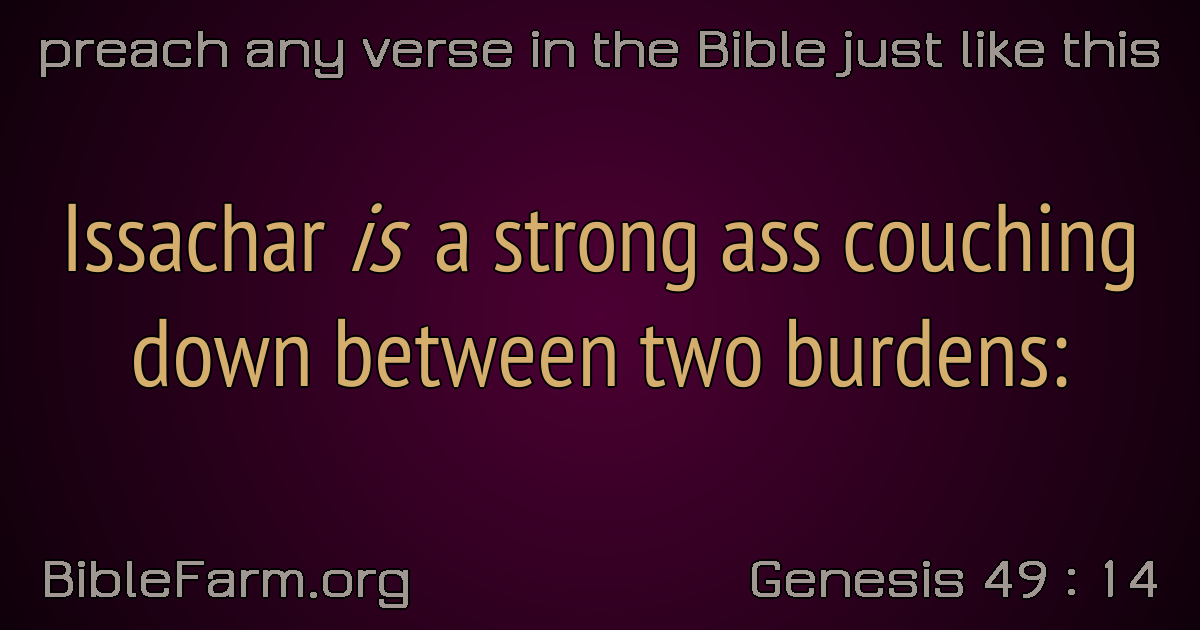 preach any verse in the Bible just like this
Issachar is a strong ass couching
down between two burdens:
BibleFarm.org
Genesis 49 : 14